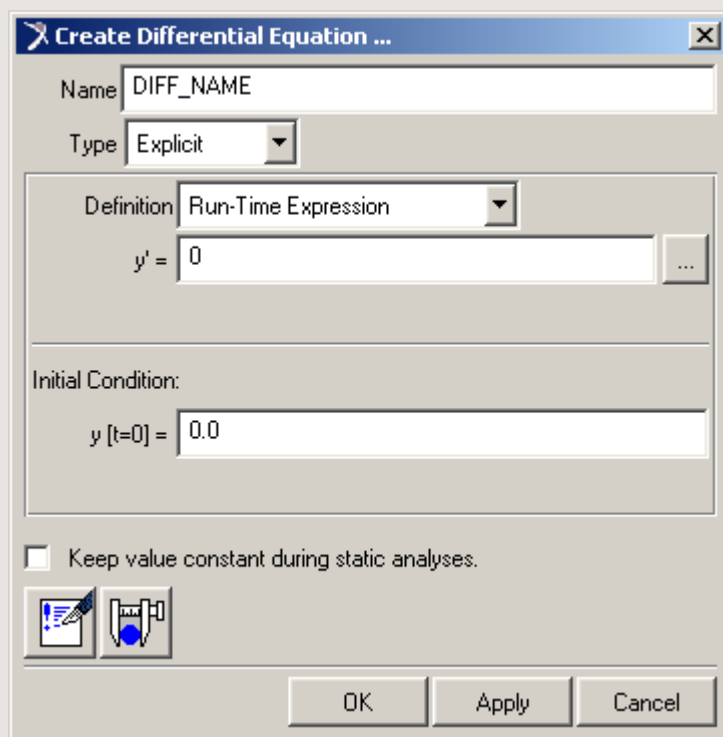 Create Differential Equation ...
Name DIFF_NAME
Type Explicit
Definition Run-Time Expression
y' = 0 ...
Initial Condition:
y [t=0] = 0.0
Keep value constant during static analyses.
OK Apply Cancel